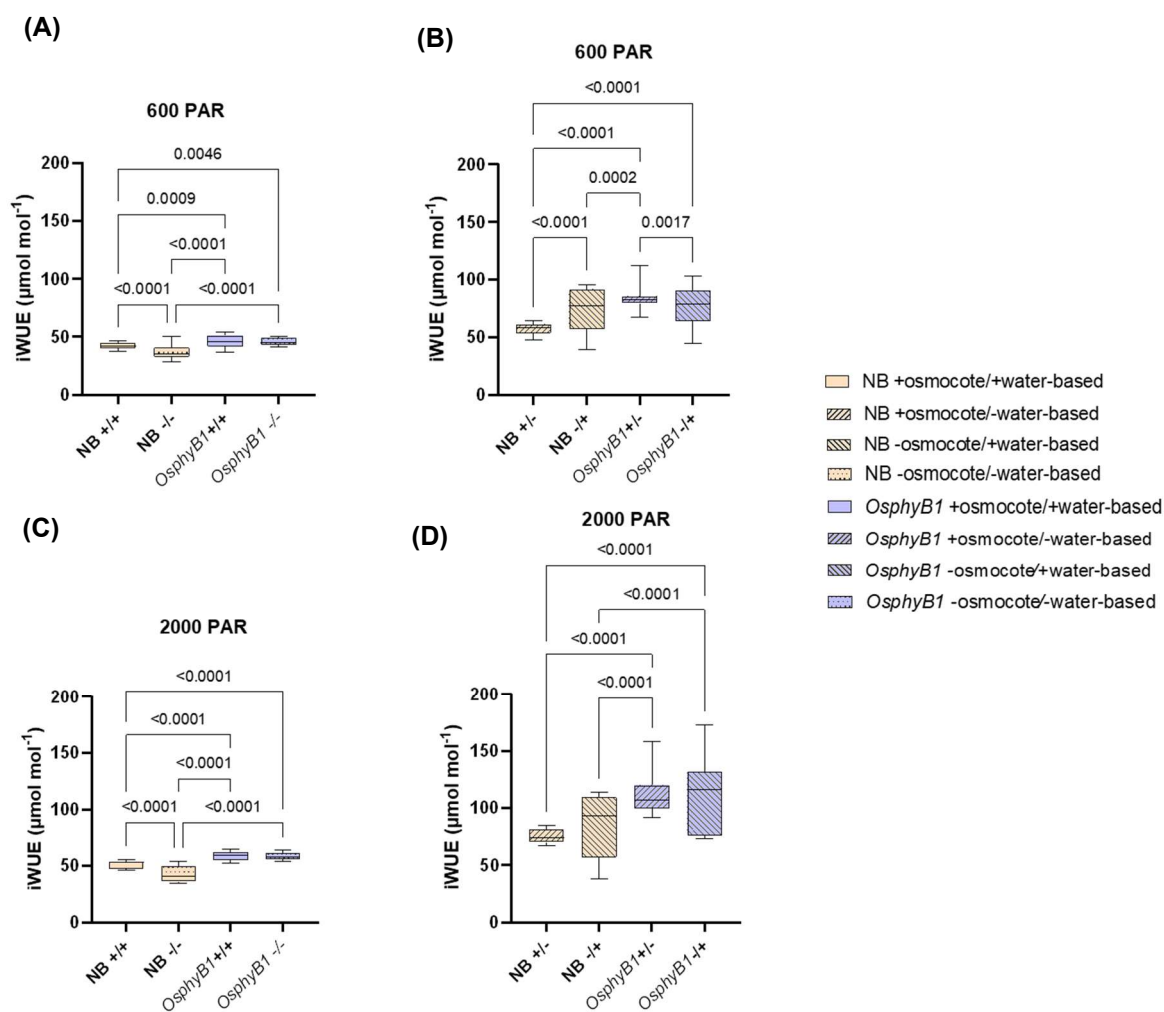 (A)
600 PAR
0.0046
0.0009
<0.0001
<0.0001
<0.0001
200
150
100
50
0
iWUE (µmol mol⁻¹)
NB +/+
NB -/-
OsphyB1+/+
OsphyB1 -/-
(B)
600 PAR
<0.0001
<0.0001
0.0002
<0.0001
0.0017
200
150
100
50
0
iWUE (µmol mol⁻¹)
NB +/-
NB -/+
OsphyB1+/-
OsphyB1-/+
NB +osmocote/+water-based
NB +osmocote/-water-based
NB -osmocote/+water-based
NB -osmocote/-water-based
OsphyB1 +osmocote/+water-based
OsphyB1 +osmocote/-water-based
OsphyB1 -osmocote/+water-based
OsphyB1 -osmocote/-water-based
(C)
2000 PAR
<0.0001
<0.0001
<0.0001
<0.0001
<0.0001
200
150
100
50
0
iWUE (µmol mol⁻¹)
NB +/+
NB -/-
OsphyB1+/+
OsphyB1 -/-
(D)
2000 PAR
<0.0001
<0.0001
<0.0001
<0.0001
200
150
100
50
0
iWUE (µmol mol⁻¹)
NB +/-
NB -/+
OsphyB1+/-
OsphyB1-/+